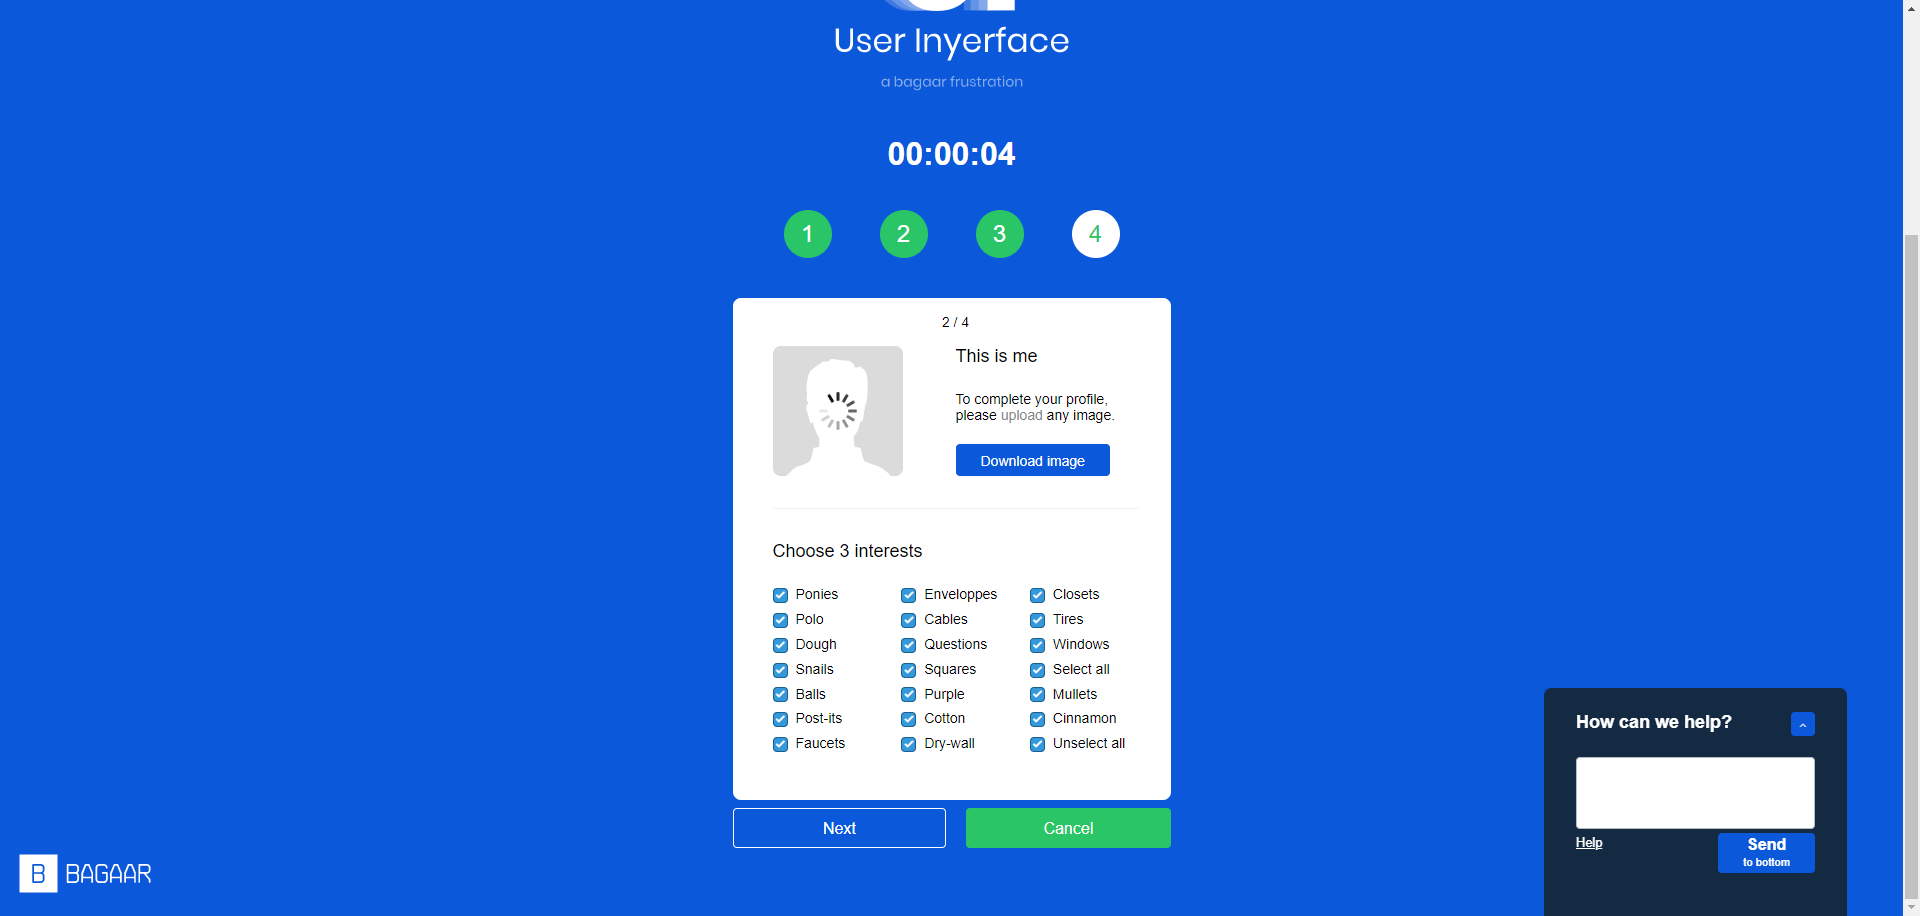 User Inyerface
a bagaar frustration
00:00:04
1 2 3 4
2 / 4
This is me
To complete your profile,
please upload any image.
Download image
Choose 3 interests
Ponies Enveloppes Closets
Polo Cables Tires
Dough Questions Windows
Snails Squares Select all
Balls Purple Mullets
Post-its Cotton Cinnamon
Faucets Dry-wall Unselect all
Next Cancel
How can we help?
Help
Send
to bottom
B BAGAAR